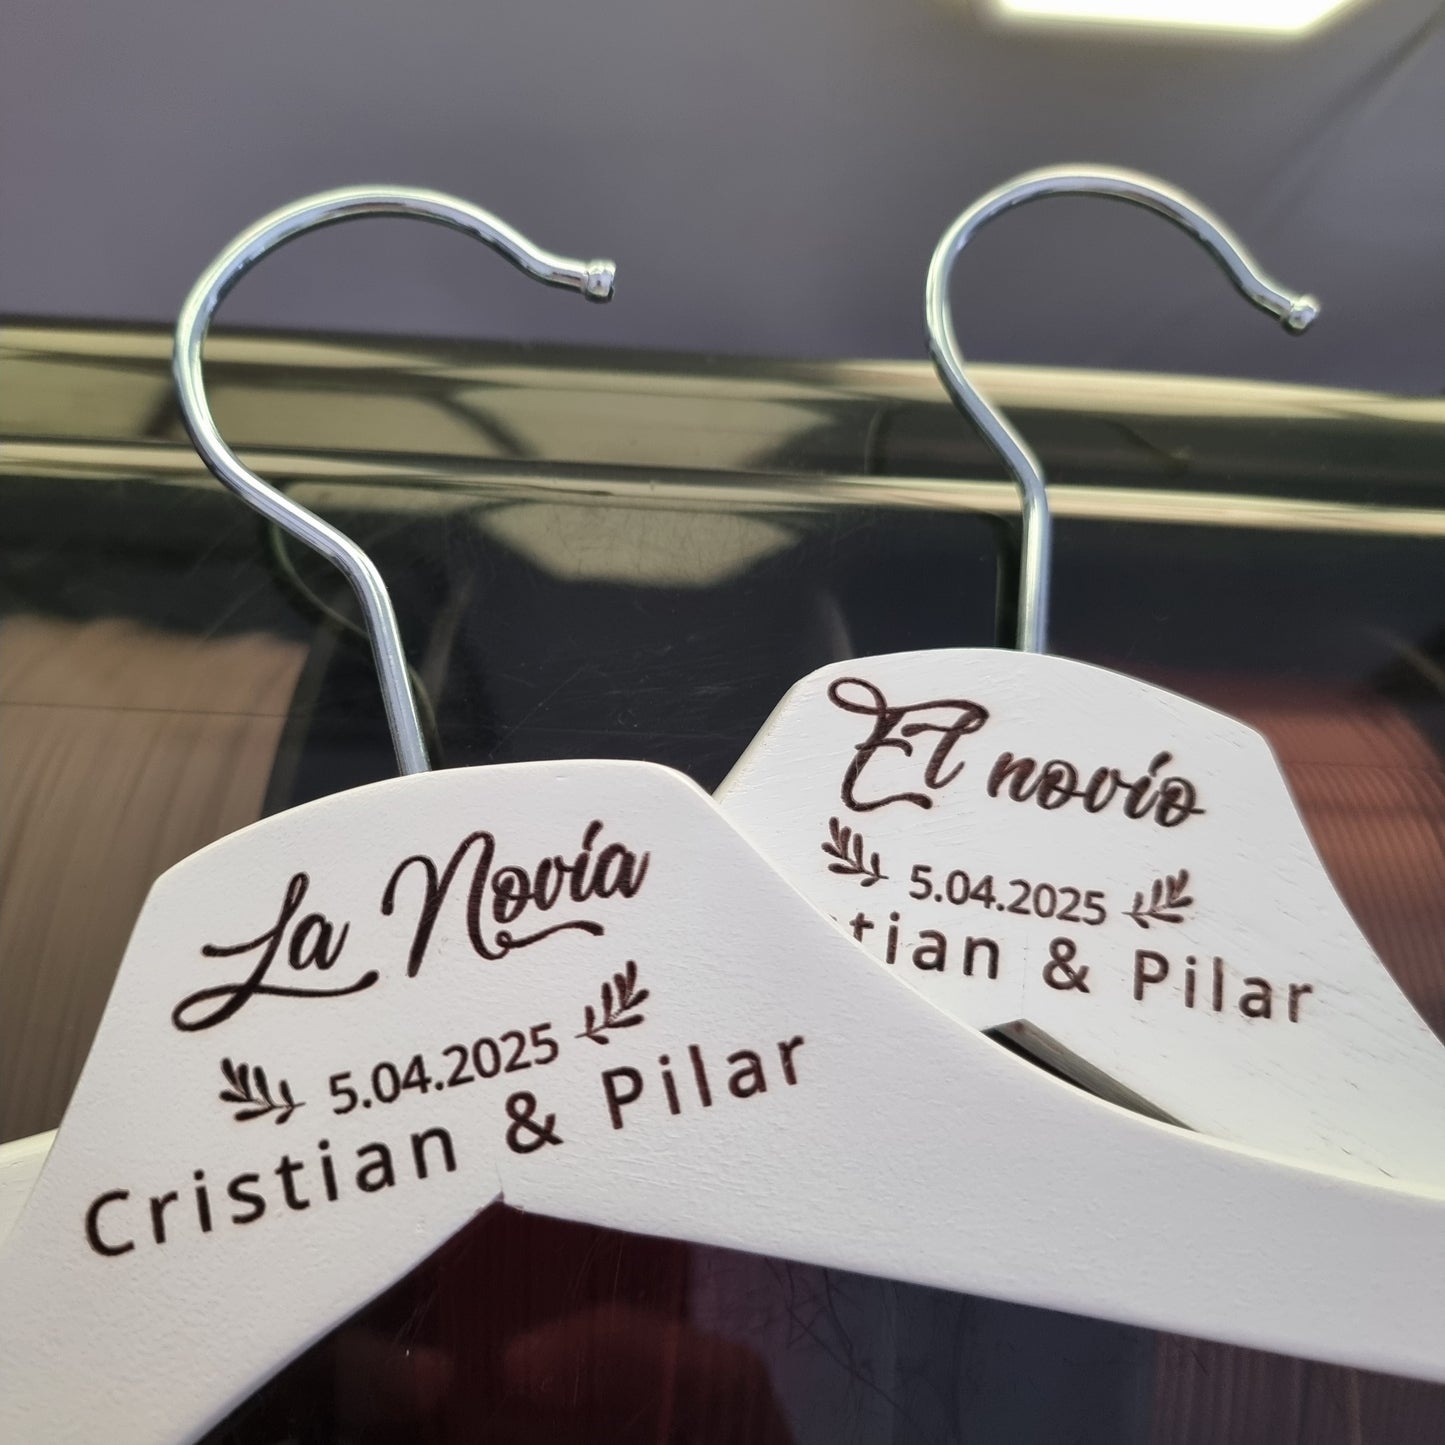 La Novia
5.04.2025
Cristian & Pilar
El novio
5.04.2025
tian & Pilar